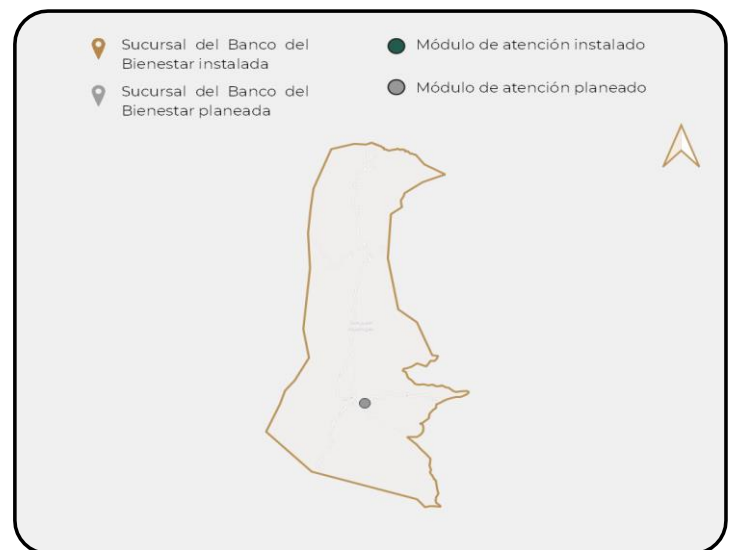 Sucursal del Banco del
Bienestar instalada
Sucursal del Banco del
Bienestar planeada
Módulo de atención instalado
Módulo de atención planeado